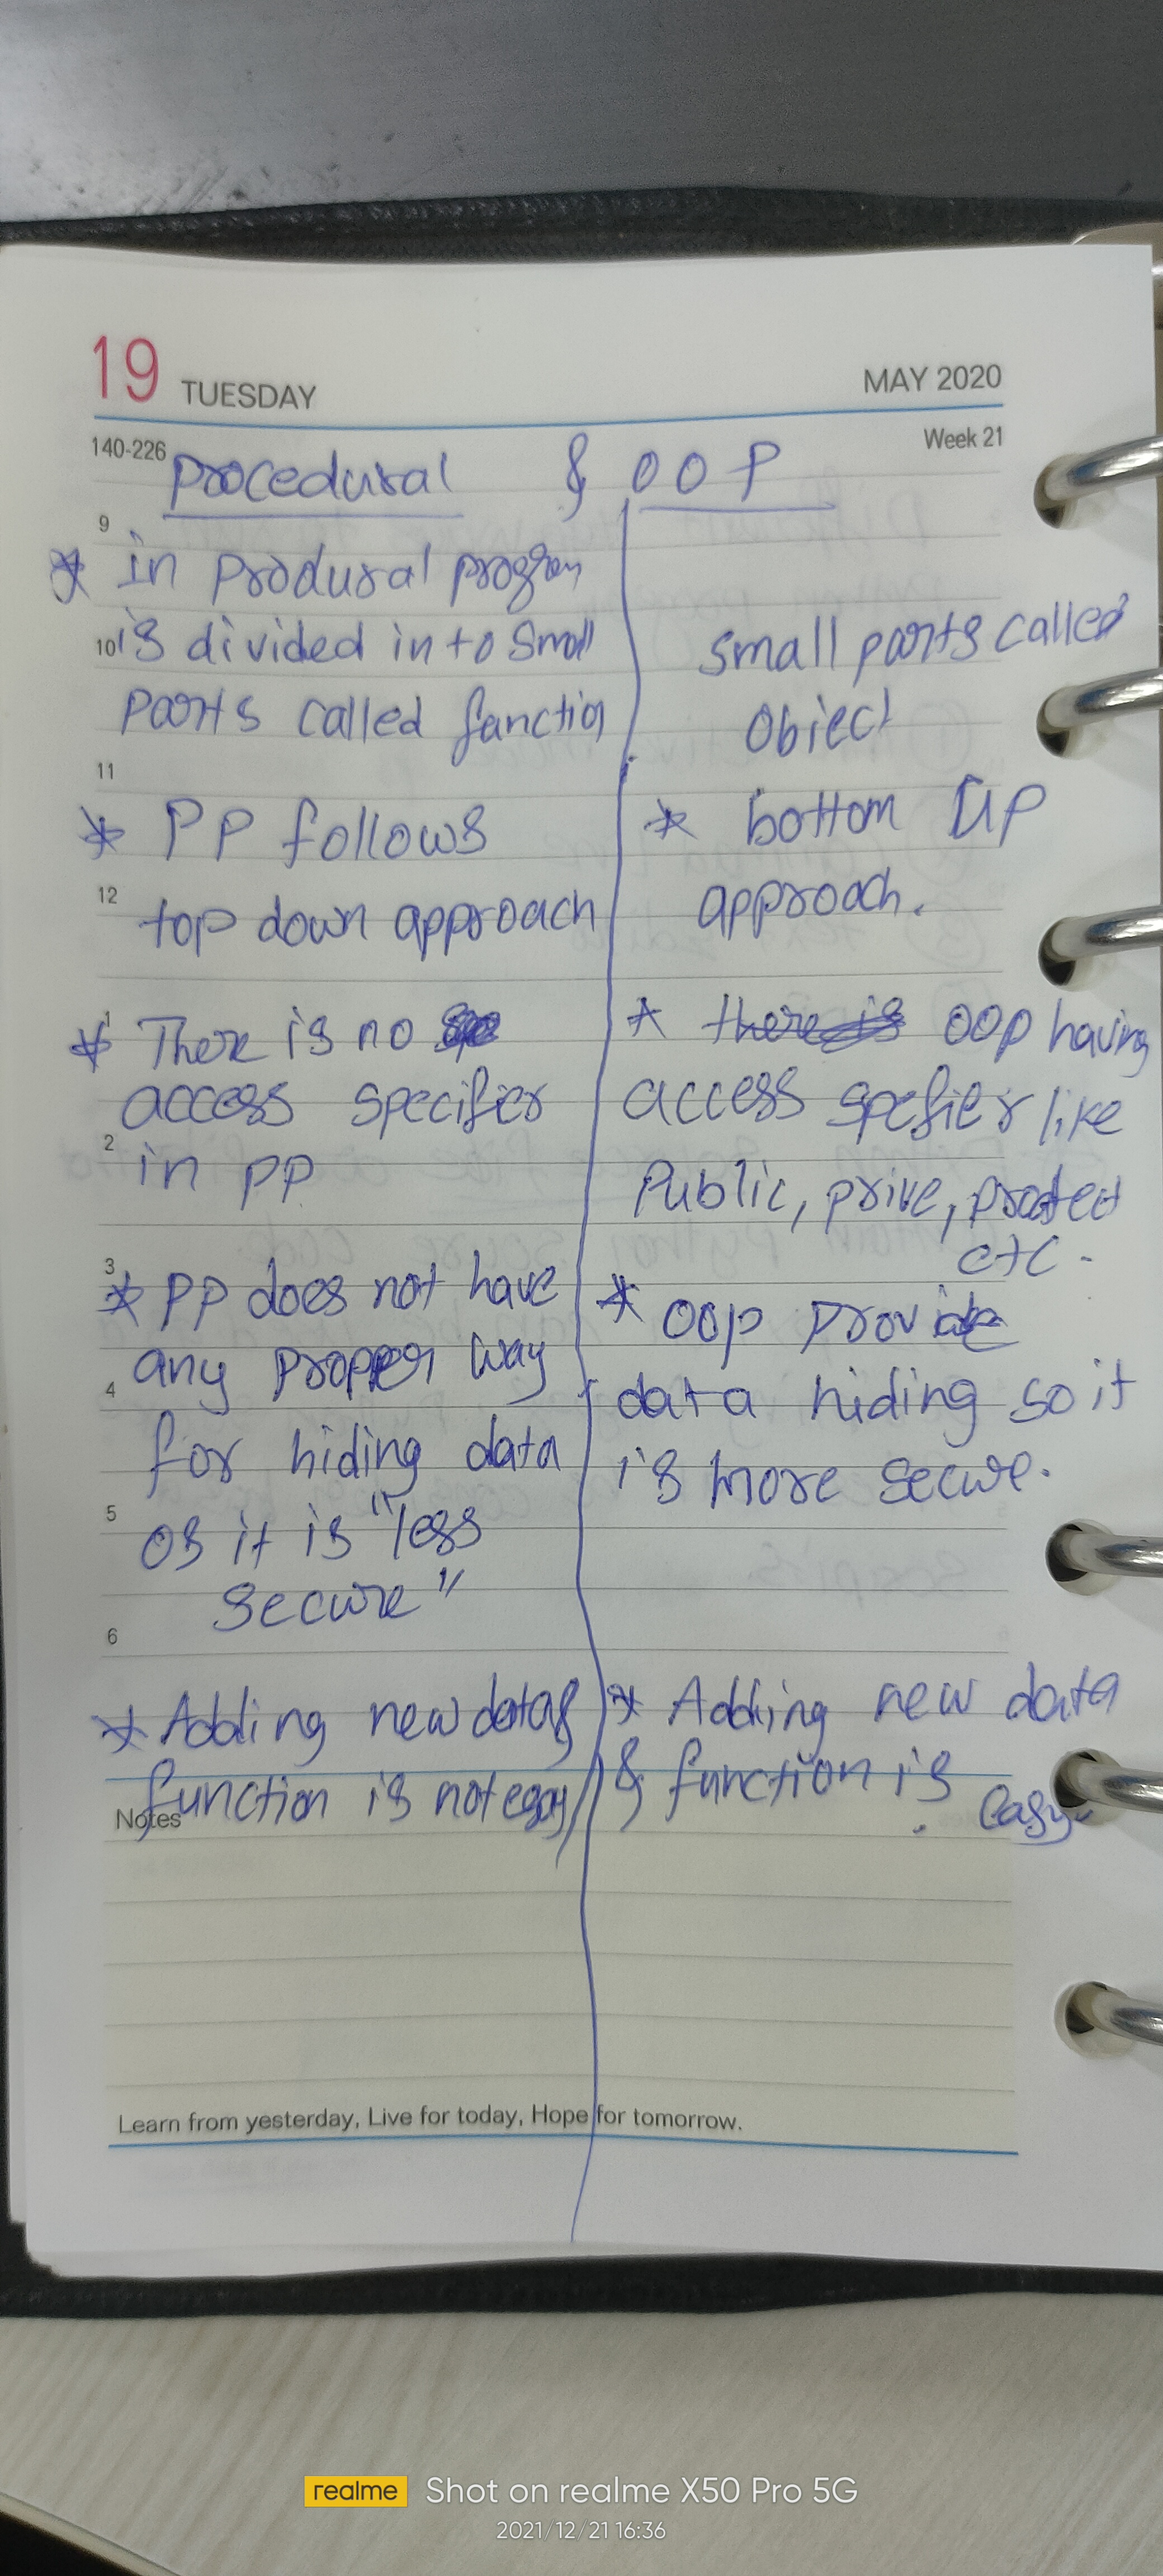 19 TUESDAY MAY 2020
140-226 Week 21
procedural & OOP
9
* in produral program
10 is divided in to small
parts called function
small parts called
object
11
* PP follows
12
top down approach
* bottom up
approach.
1
* There is no
access specifier
2
in pp
* there is oop having
access spefier like
Public, prive, protect
etc.
3
* pp does not have
any proper way
4
for hiding data
5
os it is "less
secure"
* oop provide
data hiding so it
is more secure.
6
* Adding new data &
function is not easy
* Adding new data
& function is easy
Notes
Learn from yesterday, Live for today, Hope for tomorrow.
realme Shot on realme X50 Pro 5G
2021/12/21 16:36